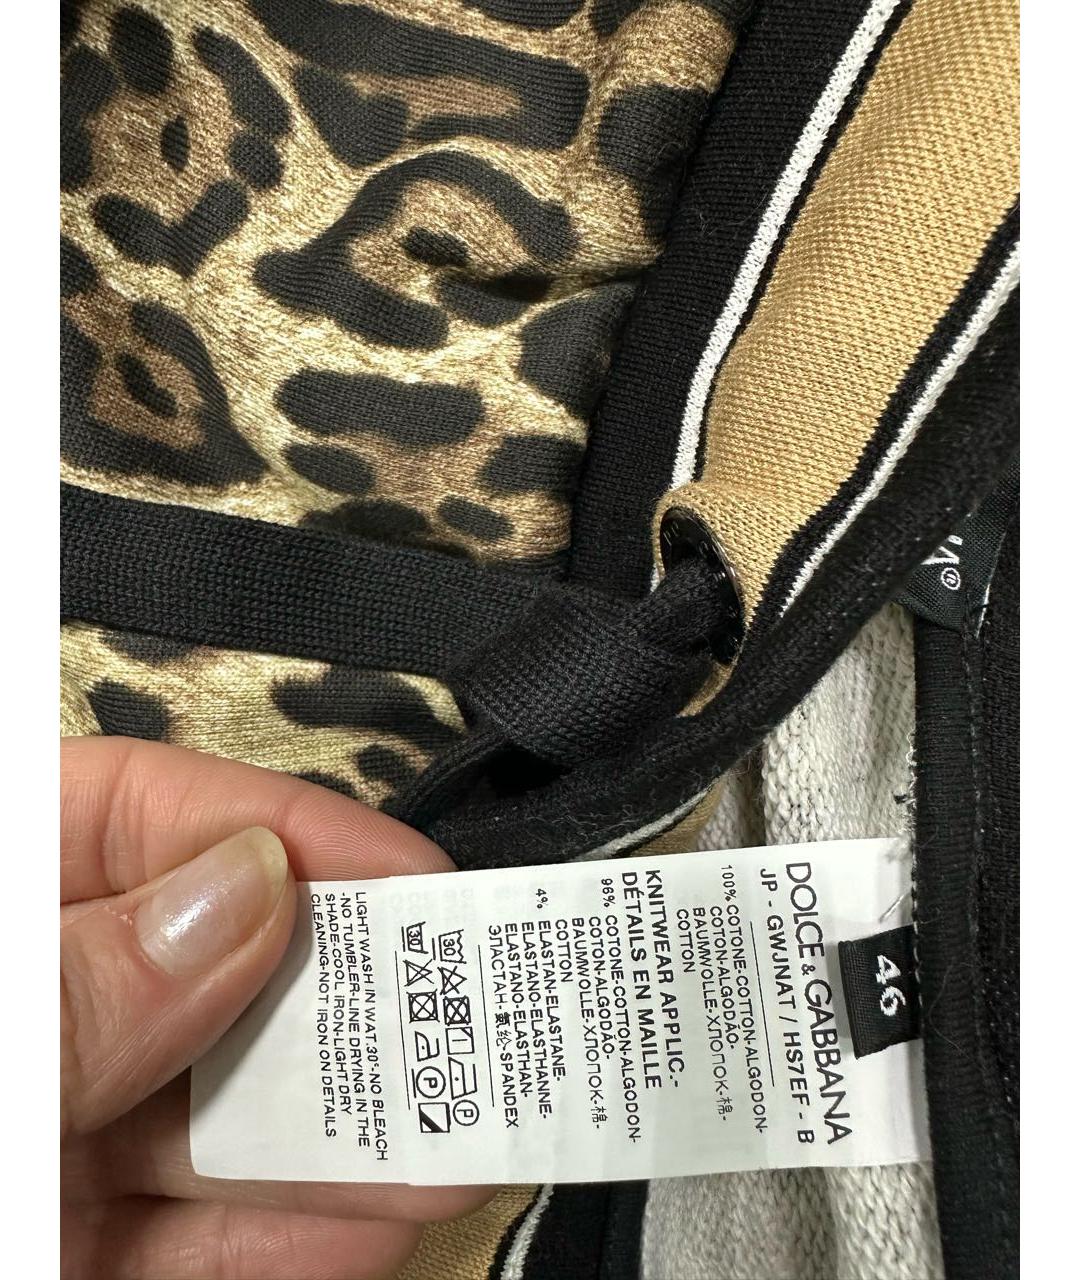 46
DOLCE & GABBANA
JP - GWJNAT / HS7EF - B
100% COTONE-COTTON-ALGODON-
COTON-ALGODÃO-
BAUMWOLLE-ХЛОПОК-棉-
COTTON
KNITWEAR APPLIC.-
DÉTAILS EN MAILLE
96% COTONE-COTTON-ALGODON-
COTON-ALGODÃO-
BAUMWOLLE-ХЛОПОК-棉-
COTTON
4% ELASTAN-ELASTANE-
ELASTANO-ELASTHANNE-
ELASTANO-ELASTHAN-
ЭЛАСТАН-氨纶-SPANDEX
30 P
30 P
LIGHT WASH IN WAT.30°-NO BLEACH
-NO TUMBLER-LINE DRYING IN THE
SHADE-COOL IRON-LIGHT DRY
CLEANING-NOT IRON ON DETAILS